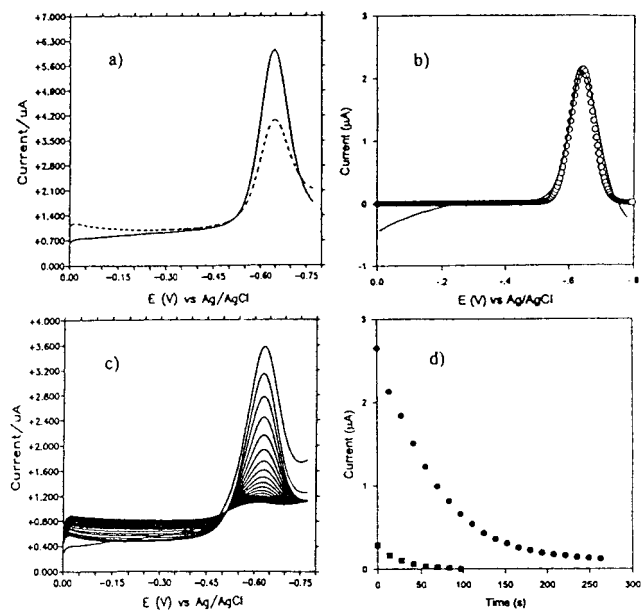 +7.000
+6.300
+5.600
+4.900
+4.200
+3.500
+2.800
+2.100
+1.400
+0.700
0.000
Current/uA
a)
0.00 -0.15 -0.30 -0.45 -0.60 -0.75
E (V) vs Ag/AgCl
3
2
1
0
-1
Current (μA)
b)
-.0 -.2 -.4 -.6 -.8
E (V) vs Ag/AgCl
+4.000
+3.600
+3.200
+2.800
+2.400
+2.000
+1.600
+1.200
+0.800
+0.400
0.000
Current/uA
c)
0.00 -0.15 -0.30 -0.45 -0.60 -0.75
E (V) vs Ag/AgCl
3
2
1
0
Current (μA)
d)
0 50 100 150 200 250 300
Time (s)